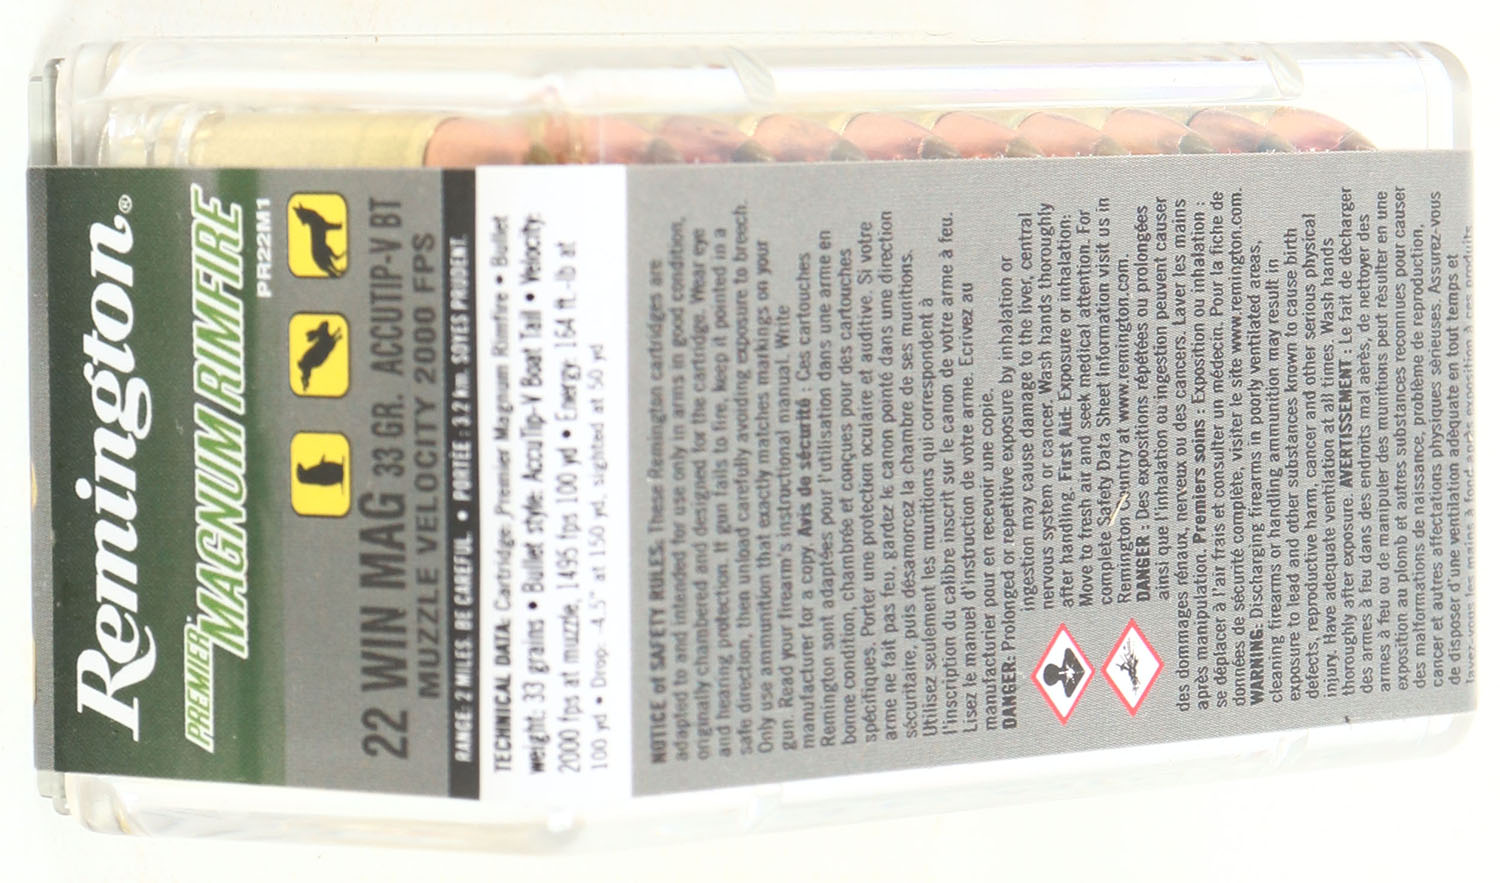 Remington®
PREMIER™
MAGNUM RIMFIRE
PR22M1
22 WIN MAG 33 GR. ACCUTIP-V BT
MUZZLE VELOCITY 2000 FPS
RANGE: 2 MILES. BE CAREFUL. • PORTÉE : 3.2 km. SOYES PRUDENT.
TECHNICAL DATA: Cartridge: Premier Magnum Rimfire • Bullet
weight: 33 grains • Bullet style: AccuTip-V Boat Tail • Velocity:
2000 fps at muzzle, 1495 fps 100 yd • Energy: 164 ft.-lb at
100 yd • Drop: -4.5" at 150 yd, sighted at 50 yd
NOTICE of SAFETY RULES: These Remington cartridges are
adapted to and intended for use only in arms in good condition,
originally chambered and designed for the cartridge. Wear eye
and hearing protection. If gun fails to fire, keep it pointed in a
safe direction, then unload carefully avoiding exposure to breech.
Only use ammunition that exactly matches markings on your
gun. Read your firearm's instructional manual. Write
manufacturer for a copy. Avis de sécurité : Ces cartouches
Remington sont adaptées pour l'utilisation dans une arme en
bonne condition, chambrée et conçues pour des cartouches
spécifiques. Porter une protection oculaire et auditive. Si votre
arme ne fait pas feu, gardez le canon pointé dans une direction
sécuritaire, puis désamorcez la chambre de ses munitions.
Utilisez seulement les munitions qui correspondent à
l'inscription du calibre inscrit sur le canon de votre arme à feu.
Lisez le manuel d'instruction de votre arme. Écrivez au
manufacturier pour en recevoir une copie.
DANGER: Prolonged or repetitive exposure by inhalation or
ingestion may cause damage to the liver, central
nervous system or cancer. Wash hands thoroughly
after handling. First Aid: Exposure or inhalation:
Move to fresh air and seek medical attention. For
complete Safety Data Sheet information visit us in
Remington Country at www.remington.com.
DANGER : Des expositions répétées ou prolongées
ainsi que l'inhalation ou ingestion peuvent causer
des dommages rénaux, nerveux ou des cancers. Laver les mains
après manipulation. Premiers soins : Exposition ou inhalation :
se déplacer à l'air frais et consulter un médecin. Pour la fiche de
données de sécurité complète, visiter le site www.remington.com.
WARNING: Discharging firearms in poorly ventilated areas,
cleaning firearms or handling ammunition may result in
exposure to lead and other substances known to cause birth
defects, reproductive harm, cancer and other serious physical
injury. Have adequate ventilation at all times. Wash hands
thoroughly after exposure. AVERTISSEMENT : Le fait de décharger
des armes à feu dans des endroits mal aérés, de nettoyer des
armes à feu ou de manipuler des munitions peut résulter en une
exposition au plomb et autres substances reconnues pour causer
des malformations de naissance, problème de reproduction,
cancer et autres affectations physiques sérieuses. Assurez-vous
de disposer d'une ventilation adéquate en tout temps et
lavez-vous les mains à fond après exposition à ces produits